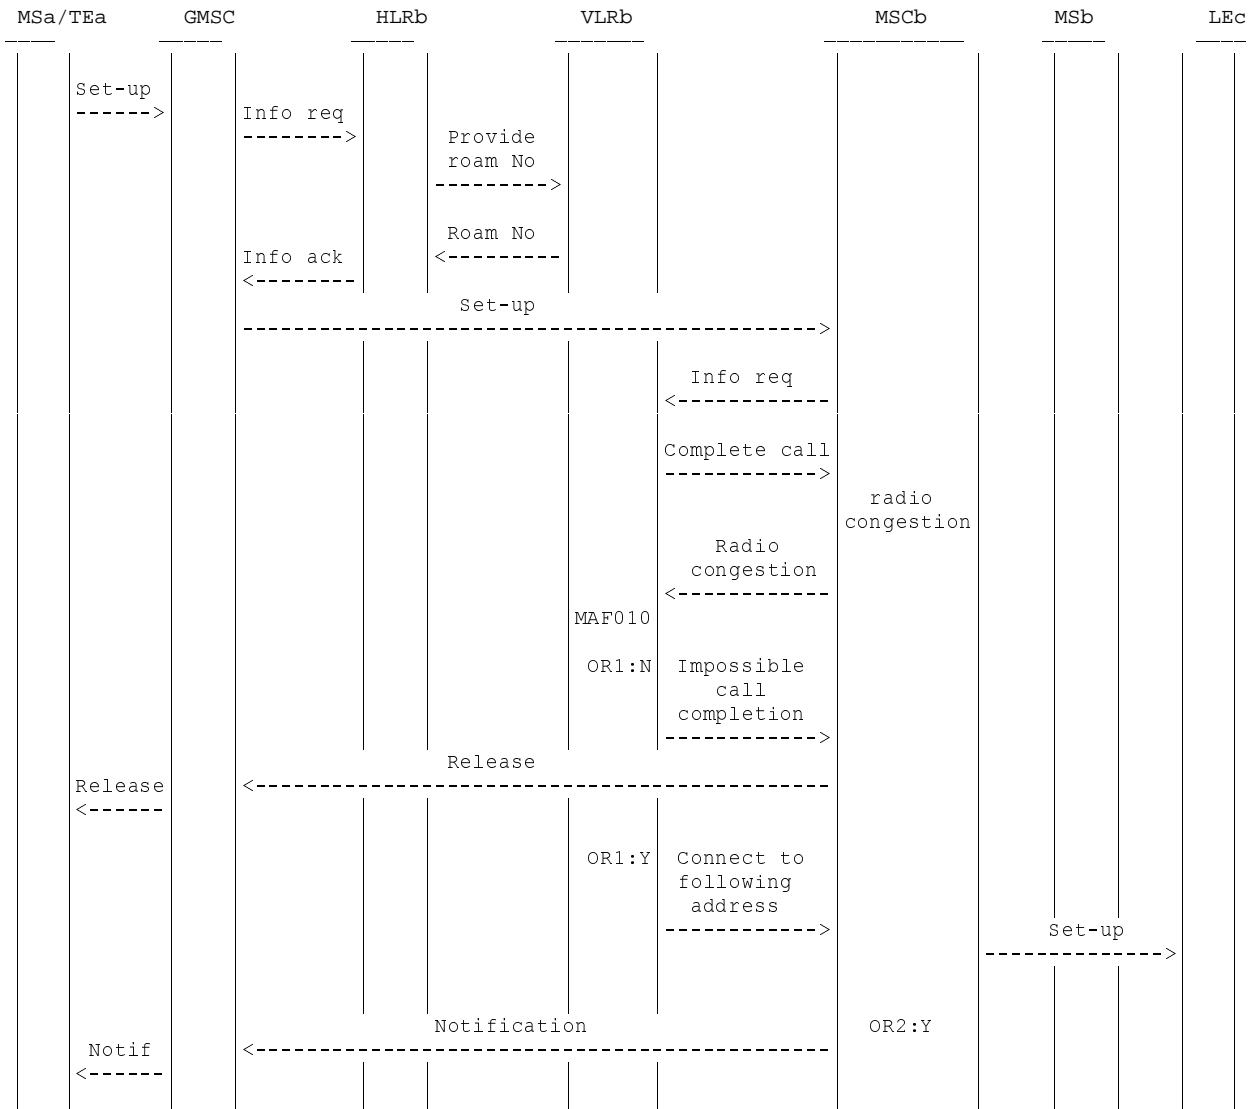 MSa/TEa GMSC HLRb VLRb MSCb MSb LEc
Set-up
Info req
Provide
roam No
Roam No
Info ack
Set-up
Info req
Complete call
radio
congestion
Radio
congestion
MAF010
OR1:N Impossible
call
completion
Release
Release
OR1:Y Connect to
following
address
Set-up
Notification OR2:Y
Notif